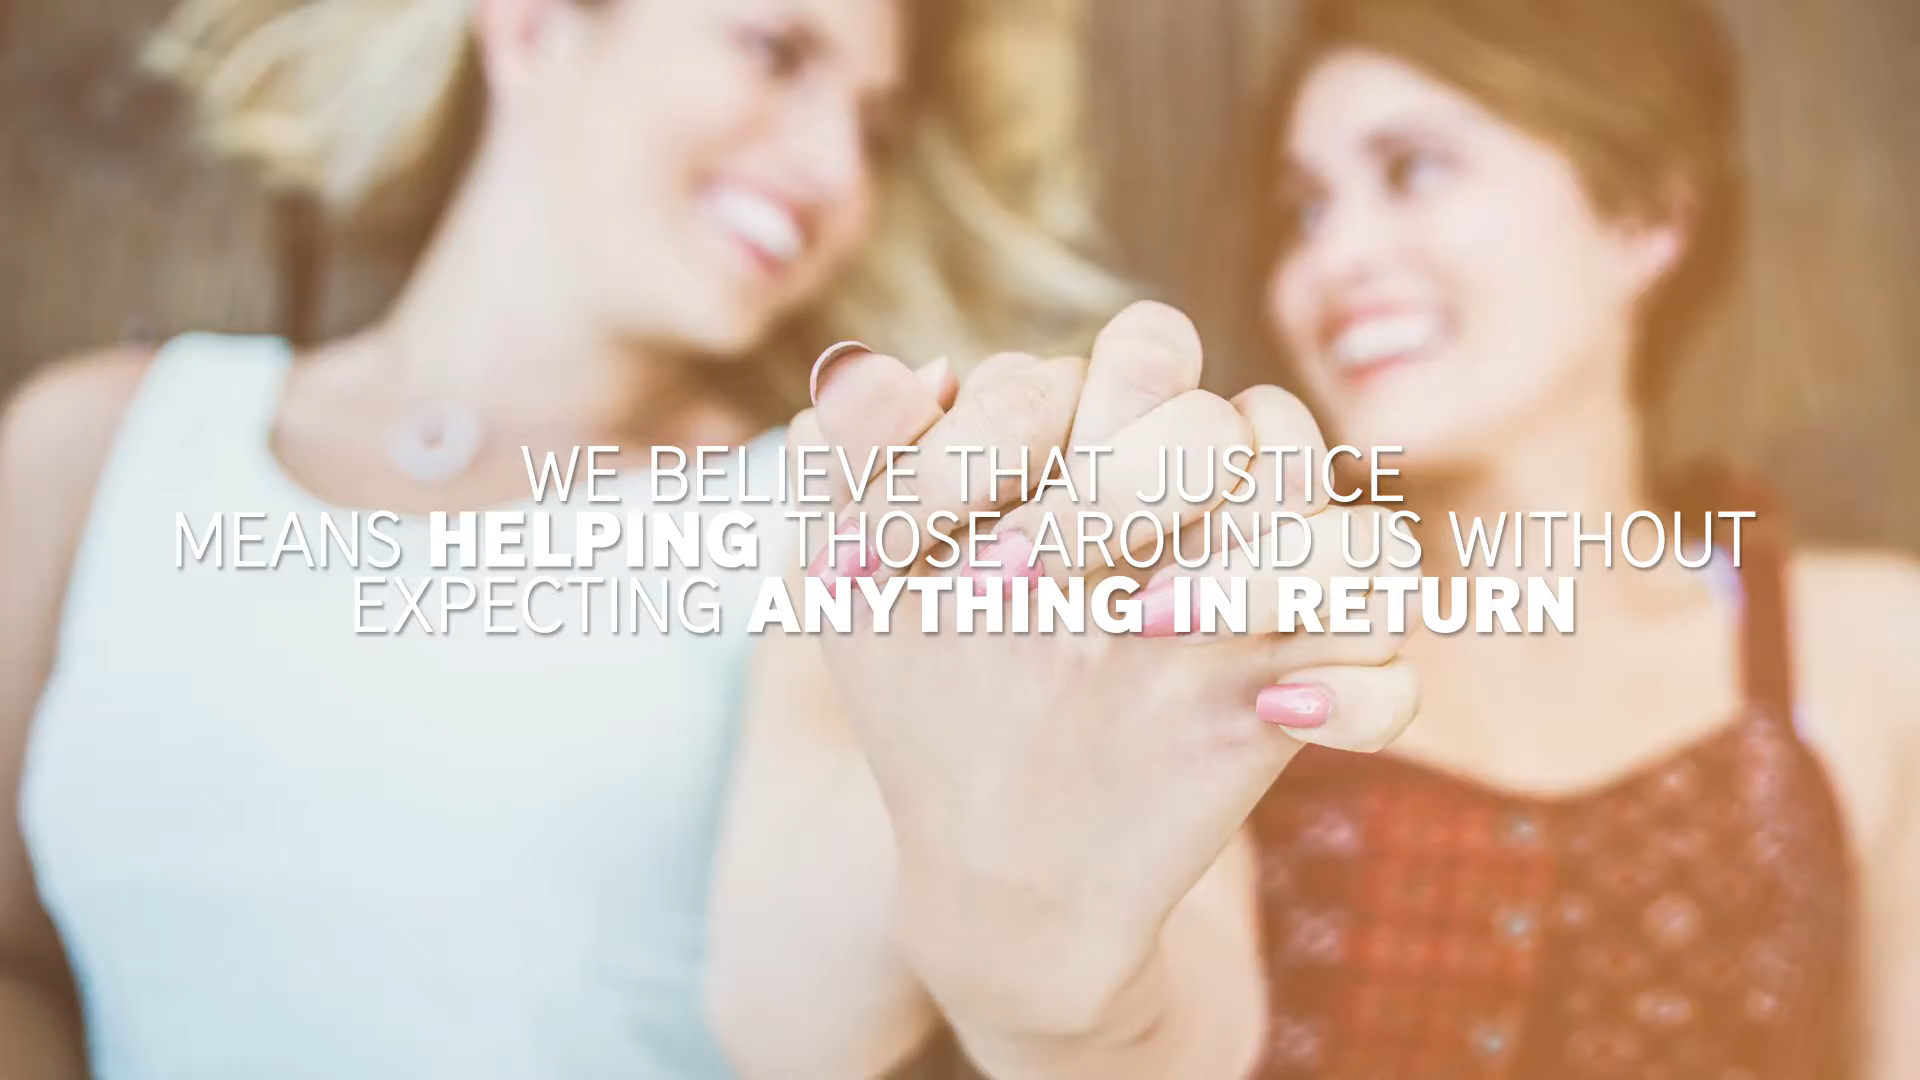 WE BELIEVE THAT JUSTICE
MEANS HELPING THOSE AROUND US WITHOUT
EXPECTING ANYTHING IN RETURN